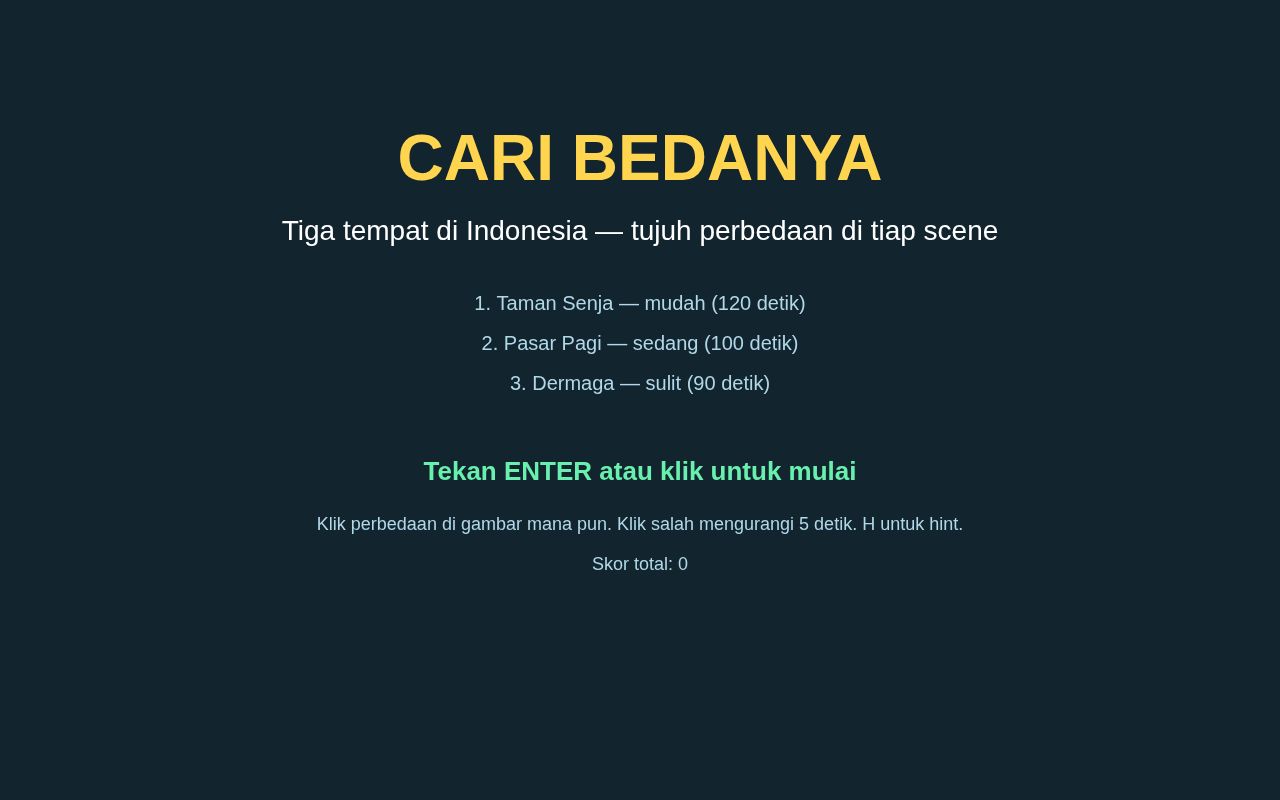 CARI BEDANYA
Tiga tempat di Indonesia — tujuh perbedaan di tiap scene
1. Taman Senja — mudah (120 detik)
2. Pasar Pagi — sedang (100 detik)
3. Dermaga — sulit (90 detik)
Tekan ENTER atau klik untuk mulai
Klik perbedaan di gambar mana pun. Klik salah mengurangi 5 detik. H untuk hint.
Skor total: 0